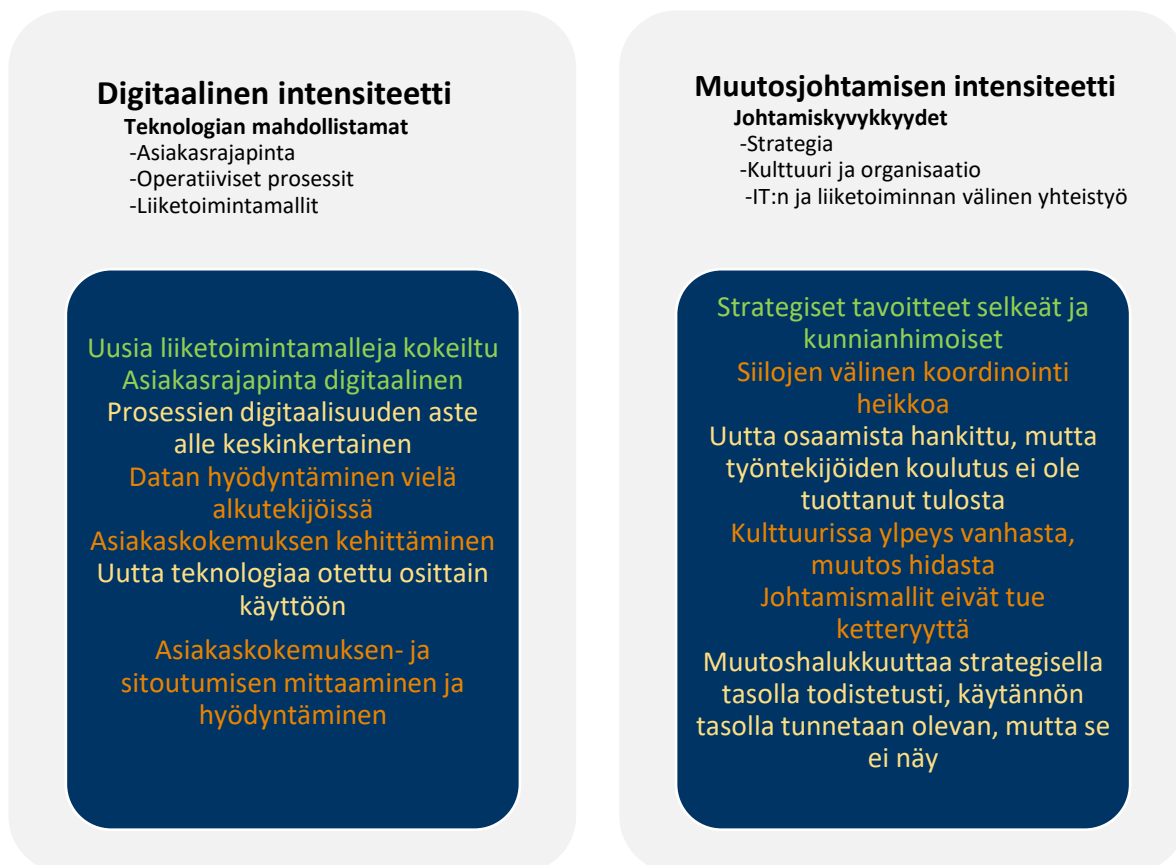 Digitaalinen intensiteetti
Teknologian mahdollistamat
-Asiakasrajapinta
-Operatiiviset prosessit
-Liiketoimintamallit
Uusia liiketoimintamalleja kokeiltu
Asiakasrajapinta digitaalinen
Prosessien digitaalisuuden aste
alle keskinkertainen
Datan hyödyntäminen vielä
alkutekijöissä
Asiakaskokemuksen kehittäminen
Uutta teknologiaa otettu osittain
käyttöön
Asiakaskokemuksen- ja
sitoutumisen mittaaminen ja
hyödyntäminen
Muutosjohtamisen intensiteetti
Johtamiskyvykkyydet
-Strategia
-Kulttuuri ja organisaatio
-IT:n ja liiketoiminnan välinen yhteistyö
Strategiset tavoitteet selkeät ja
kunnianhimoiset
Siilojen välinen koordinointi
heikkoa
Uutta osaamista hankittu, mutta
työntekijöiden koulutus ei ole
tuottanut tulosta
Kulttuurissa ylpeys vanhasta,
muutos hidasta
Johtamismallit eivät tue
ketteryyttä
Muutoshalukkuuttaa strategisella
tasolla todistetusti, käytännön
tasolla tunnetaan olevan, mutta se
ei näy